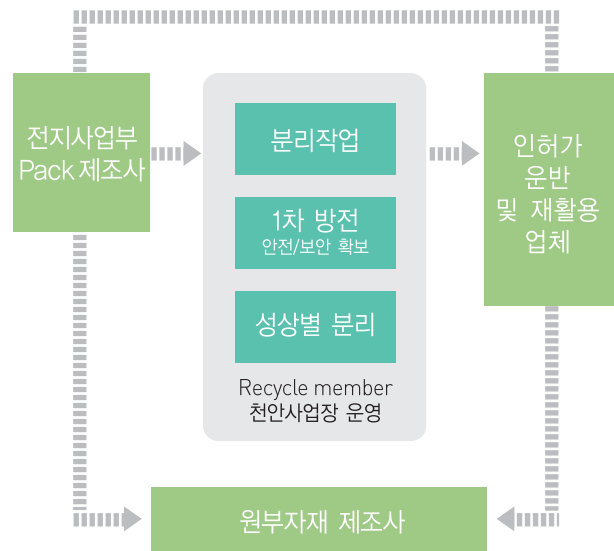 전지사업부
Pack 제조사
분리작업
1차 방전
안전/보안 확보
성상별 분리
Recycle member
천안사업장 운영
인허가
운반
및 재활용
업체
원부자재 제조사